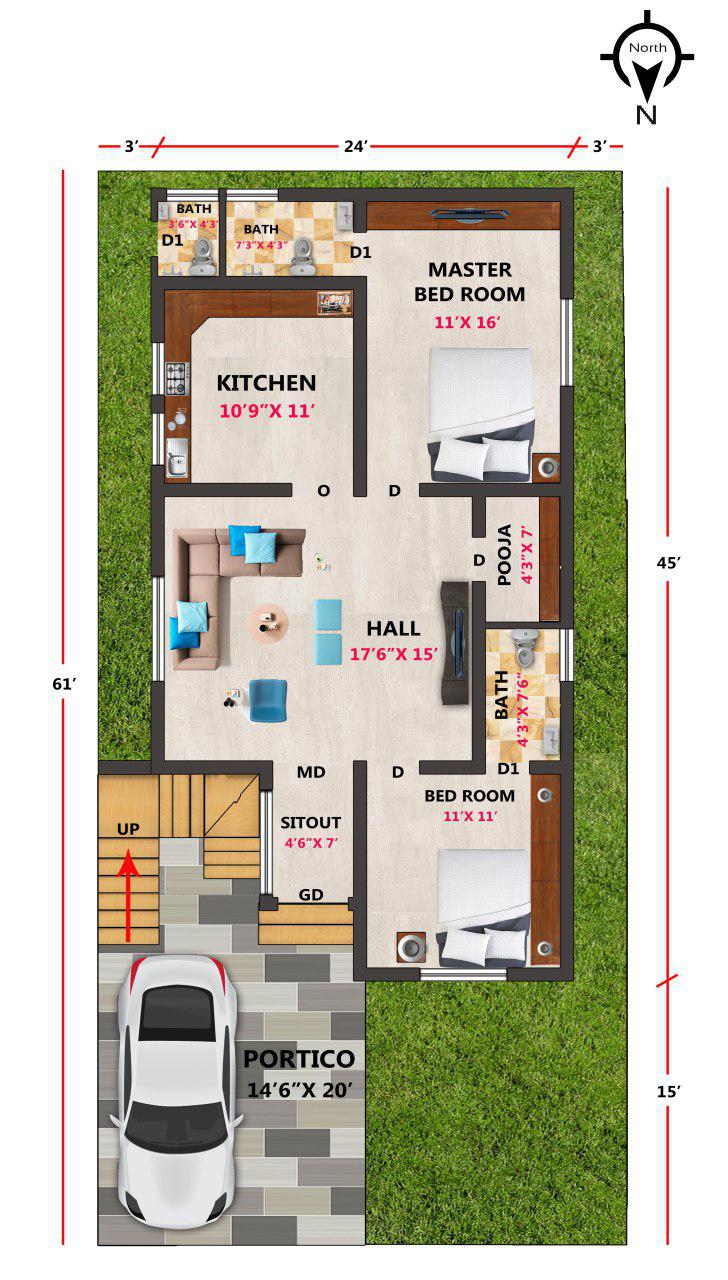 North
N
3’
24’
3’
BATH
3’6”X 4’3”
D1
BATH
7’3”X 4’3”
D1
MASTER
BED ROOM
11’X 16’
KITCHEN
10’9”X 11’
O
D
D
POOJA
4’3”X 7’
45’
HALL
17’6”X 15’
61’
BATH
4’3”X 7’6”
MD
D
D1
BED ROOM
11’X 11’
SITOUT
4’6”X 7’
UP
GD
PORTICO
14’6”X 20’
15’